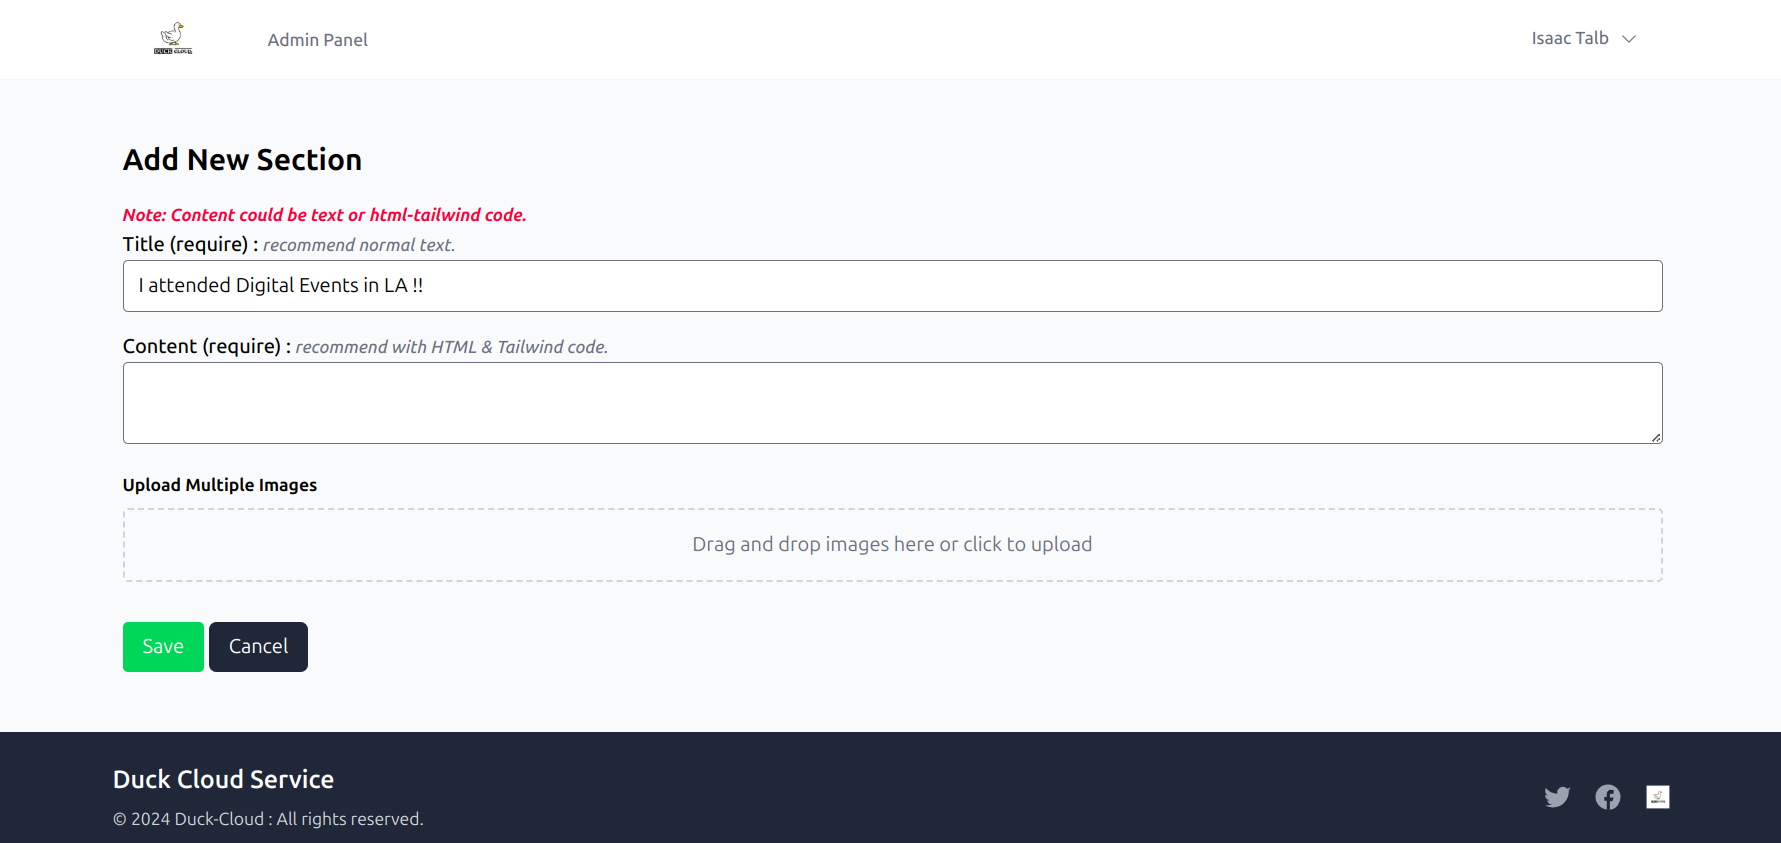 DUCK CLOUD
Admin Panel
Isaac Talb
Add New Section
Note: Content could be text or html-tailwind code.
Title (require) : recommend normal text.
I attended Digital Events in LA !!
Content (require) : recommend with HTML & Tailwind code.
Upload Multiple Images
Drag and drop images here or click to upload
Save Cancel
Duck Cloud Service
© 2024 Duck-Cloud : All rights reserved.